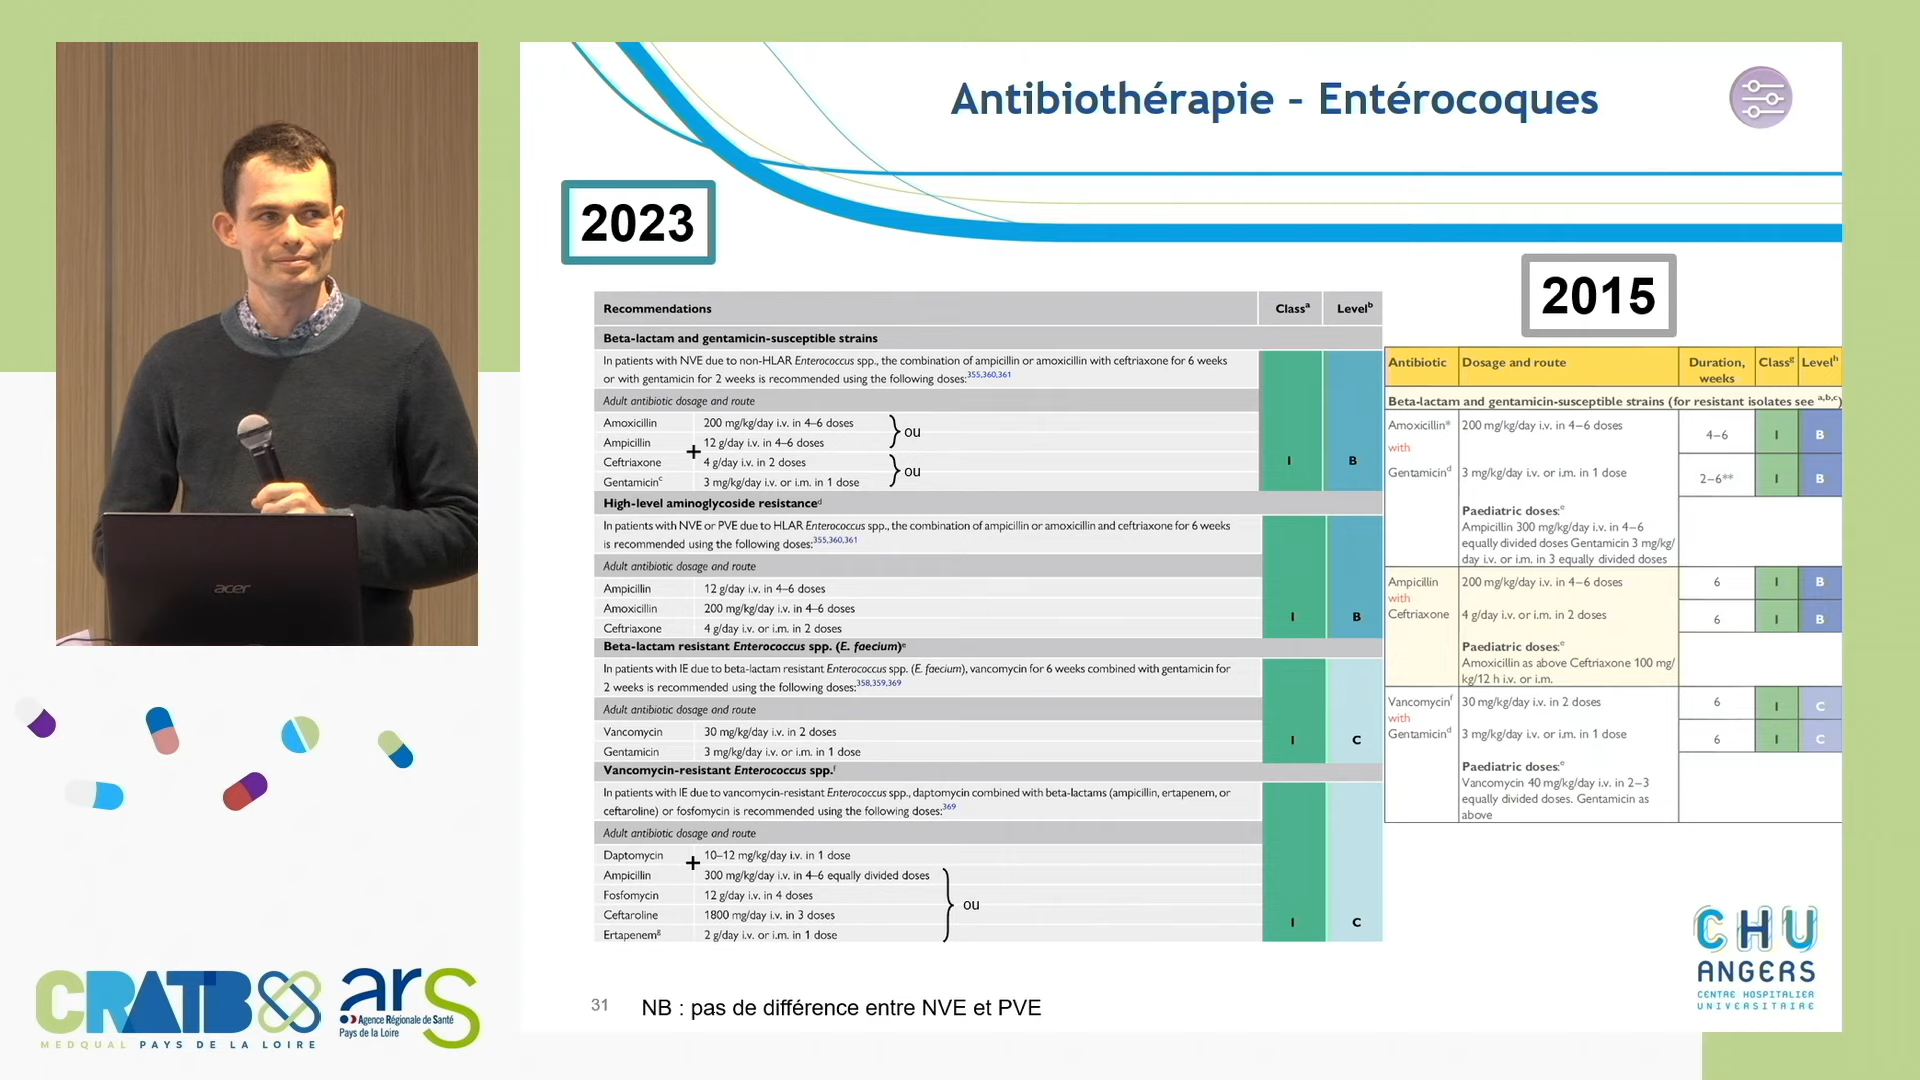 Antibiothérapie - Entérocoques
2023
2015
Recommendations Classᵃ Levelᵇ
Beta-lactam and gentamicin-susceptible strains
In patients with NVE due to non-HLAR Enterococcus spp., the combination of ampicillin or amoxicillin with ceftriaxone for 6 weeks
or with gentamicin for 2 weeks is recommended using the following doses:³⁵⁵,³⁶⁰,³⁶¹
I B
Adult antibiotic dosage and route
Amoxicillin 200 mg/kg/day i.v. in 4–6 doses
Ampicillin 12 g/day i.v. in 4–6 doses
ou
+
Ceftriaxone 4 g/day i.v. in 2 doses
Gentamicinᶜ 3 mg/kg/day i.v. or i.m. in 1 dose
ou
High-level aminoglycoside resistanceᵈ
In patients with NVE or PVE due to HLAR Enterococcus spp., the combination of ampicillin or amoxicillin and ceftriaxone for 6 weeks
is recommended using the following doses:³⁵⁵,³⁶⁰,³⁶¹
I B
Adult antibiotic dosage and route
Ampicillin 12 g/day i.v. in 4–6 doses
Amoxicillin 200 mg/kg/day i.v. in 4–6 doses
Ceftriaxone 4 g/day i.v. or i.m. in 2 doses
Beta-lactam resistant Enterococcus spp. (E. faecium)ᵉ
In patients with IE due to beta-lactam resistant Enterococcus spp. (E. faecium), vancomycin for 6 weeks combined with gentamicin for
2 weeks is recommended using the following doses:³⁵⁸,³⁵⁹,³⁶⁹
I C
Adult antibiotic dosage and route
Vancomycin 30 mg/kg/day i.v. in 2 doses
Gentamicin 3 mg/kg/day i.v. or i.m. in 1 dose
Vancomycin-resistant Enterococcus spp.ᶠ
In patients with IE due to vancomycin-resistant Enterococcus spp., daptomycin combined with beta-lactams (ampicillin, ertapenem, or
ceftaroline) or fosfomycin is recommended using the following doses:³⁶⁹
I C
Adult antibiotic dosage and route
Daptomycin 10–12 mg/kg/day i.v. in 1 dose
+
Ampicillin 300 mg/kg/day i.v. in 4–6 equally divided doses
Fosfomycin 12 g/day i.v. in 4 doses
Ceftaroline 1800 mg/day i.v. in 3 doses
Ertapenemᵍ 2 g/day i.v. or i.m. in 1 dose
ou
Antibiotic Dosage and route Duration, weeks Classᵍ Levelʰ
Beta-lactam and gentamicin-susceptible strains (for resistant isolates see ᵃ,ᵇ,ᶜ)
Amoxicillin* 200 mg/kg/day i.v. in 4–6 doses 4–6 I B
with
Gentamicinᵈ 3 mg/kg/day i.v. or i.m. in 1 dose 2–6** I B
Paediatric doses:ᵉ
Ampicillin 300 mg/kg/day i.v. in 4–6
equally divided doses Gentamicin 3 mg/kg/
day i.v. or i.m. in 3 equally divided doses
Ampicillin 200 mg/kg/day i.v. in 4–6 doses 6 I B
with
Ceftriaxone 4 g/day i.v. or i.m. in 2 doses 6 I B
Paediatric doses:ᵉ
Amoxicillin as above Ceftriaxone 100 mg/
kg/12 h i.v. or i.m.
Vancomycinᶠ 30 mg/kg/day i.v. in 2 doses 6 I C
with
Gentamicinᵈ 3 mg/kg/day i.v. or i.m. in 1 dose 6 I C
Paediatric doses:ᵉ
Vancomycin 40 mg/kg/day i.v. in 2–3
equally divided doses. Gentamicin as
above
31 NB : pas de différence entre NVE et PVE
CHU
ANGERS
CENTRE HOSPITALIER
UNIVERSITAIRE
acer
CRATB
MEDQUAL PAYS DE LA LOIRE
ars
Agence Régionale de Santé
Pays de la Loire